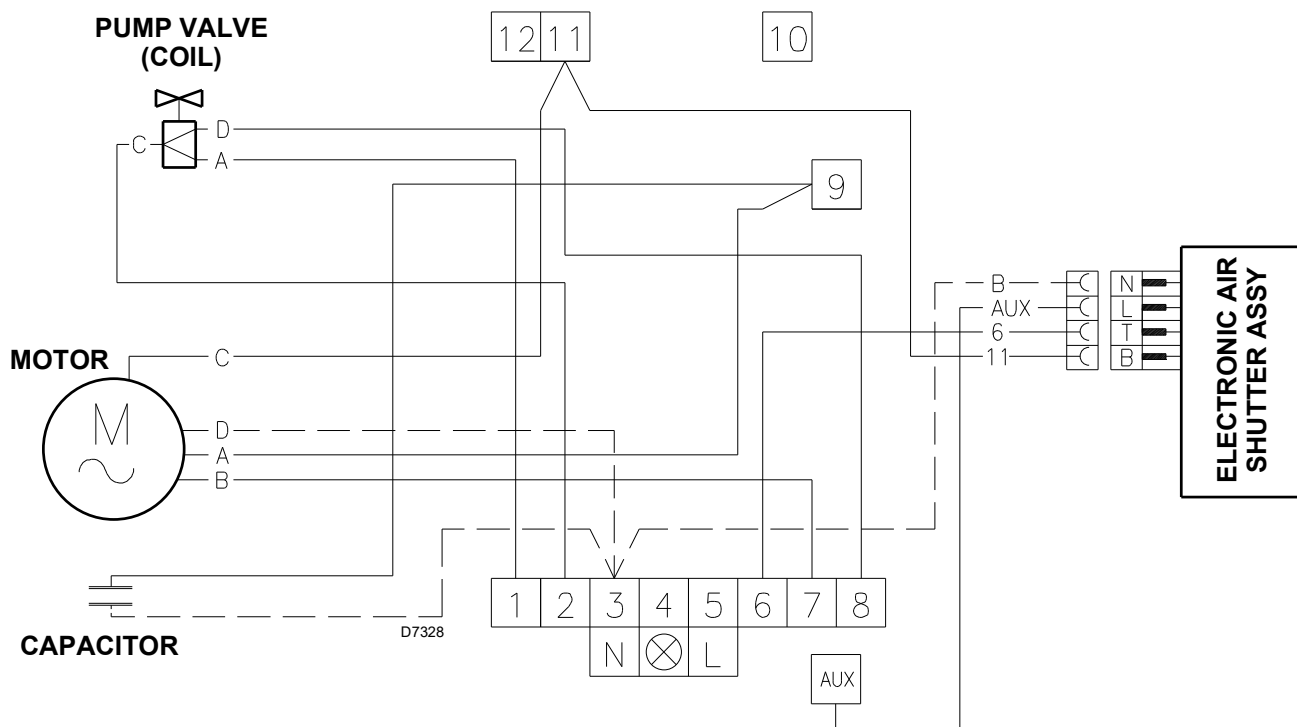 PUMP VALVE
(COIL)
12 11
10
D
C
A
9
B N
AUX L
6 T
11 B
ELECTRONIC AIR
SHUTTER ASSY
MOTOR
C
M
D
A
B
1 2 3 4 5 6 7 8
N L
CAPACITOR
D7328
AUX